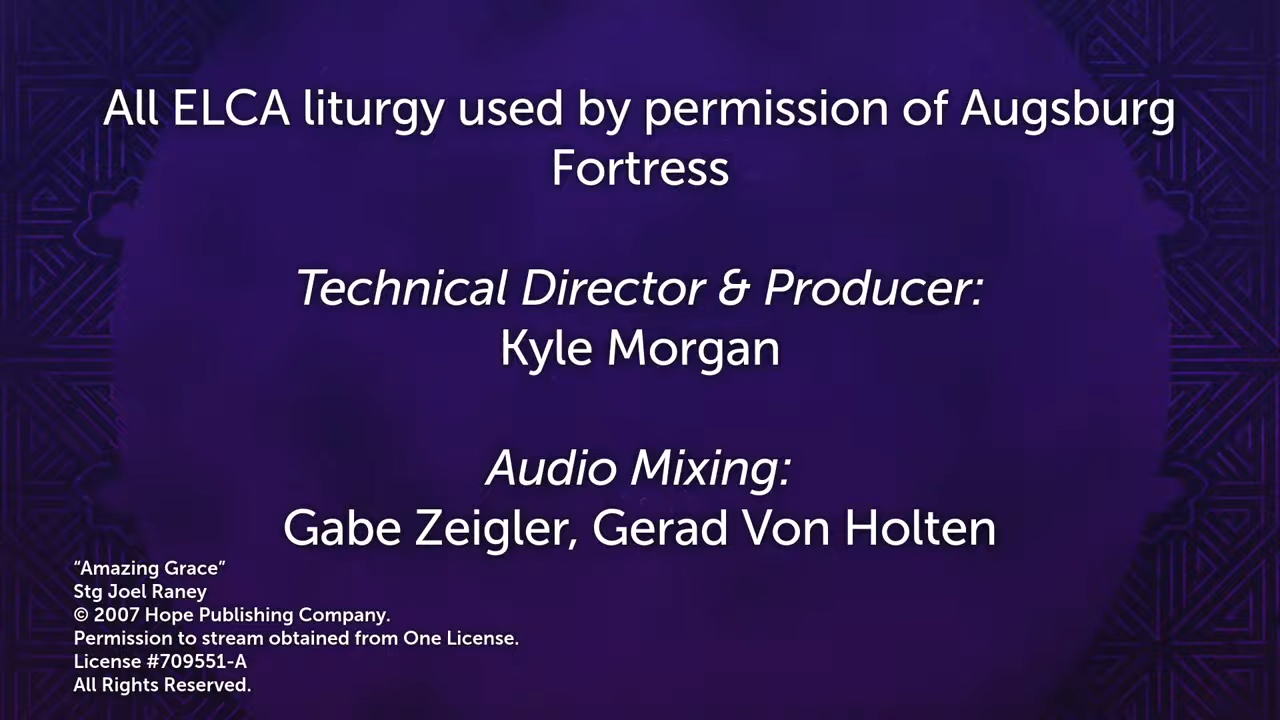 All ELCA liturgy used by permission of Augsburg
Fortress
Technical Director & Producer:
Kyle Morgan
Audio Mixing:
Gabe Zeigler, Gerad Von Holten
“Amazing Grace”
Stg Joel Raney
© 2007 Hope Publishing Company.
Permission to stream obtained from One License.
License #709551-A
All Rights Reserved.